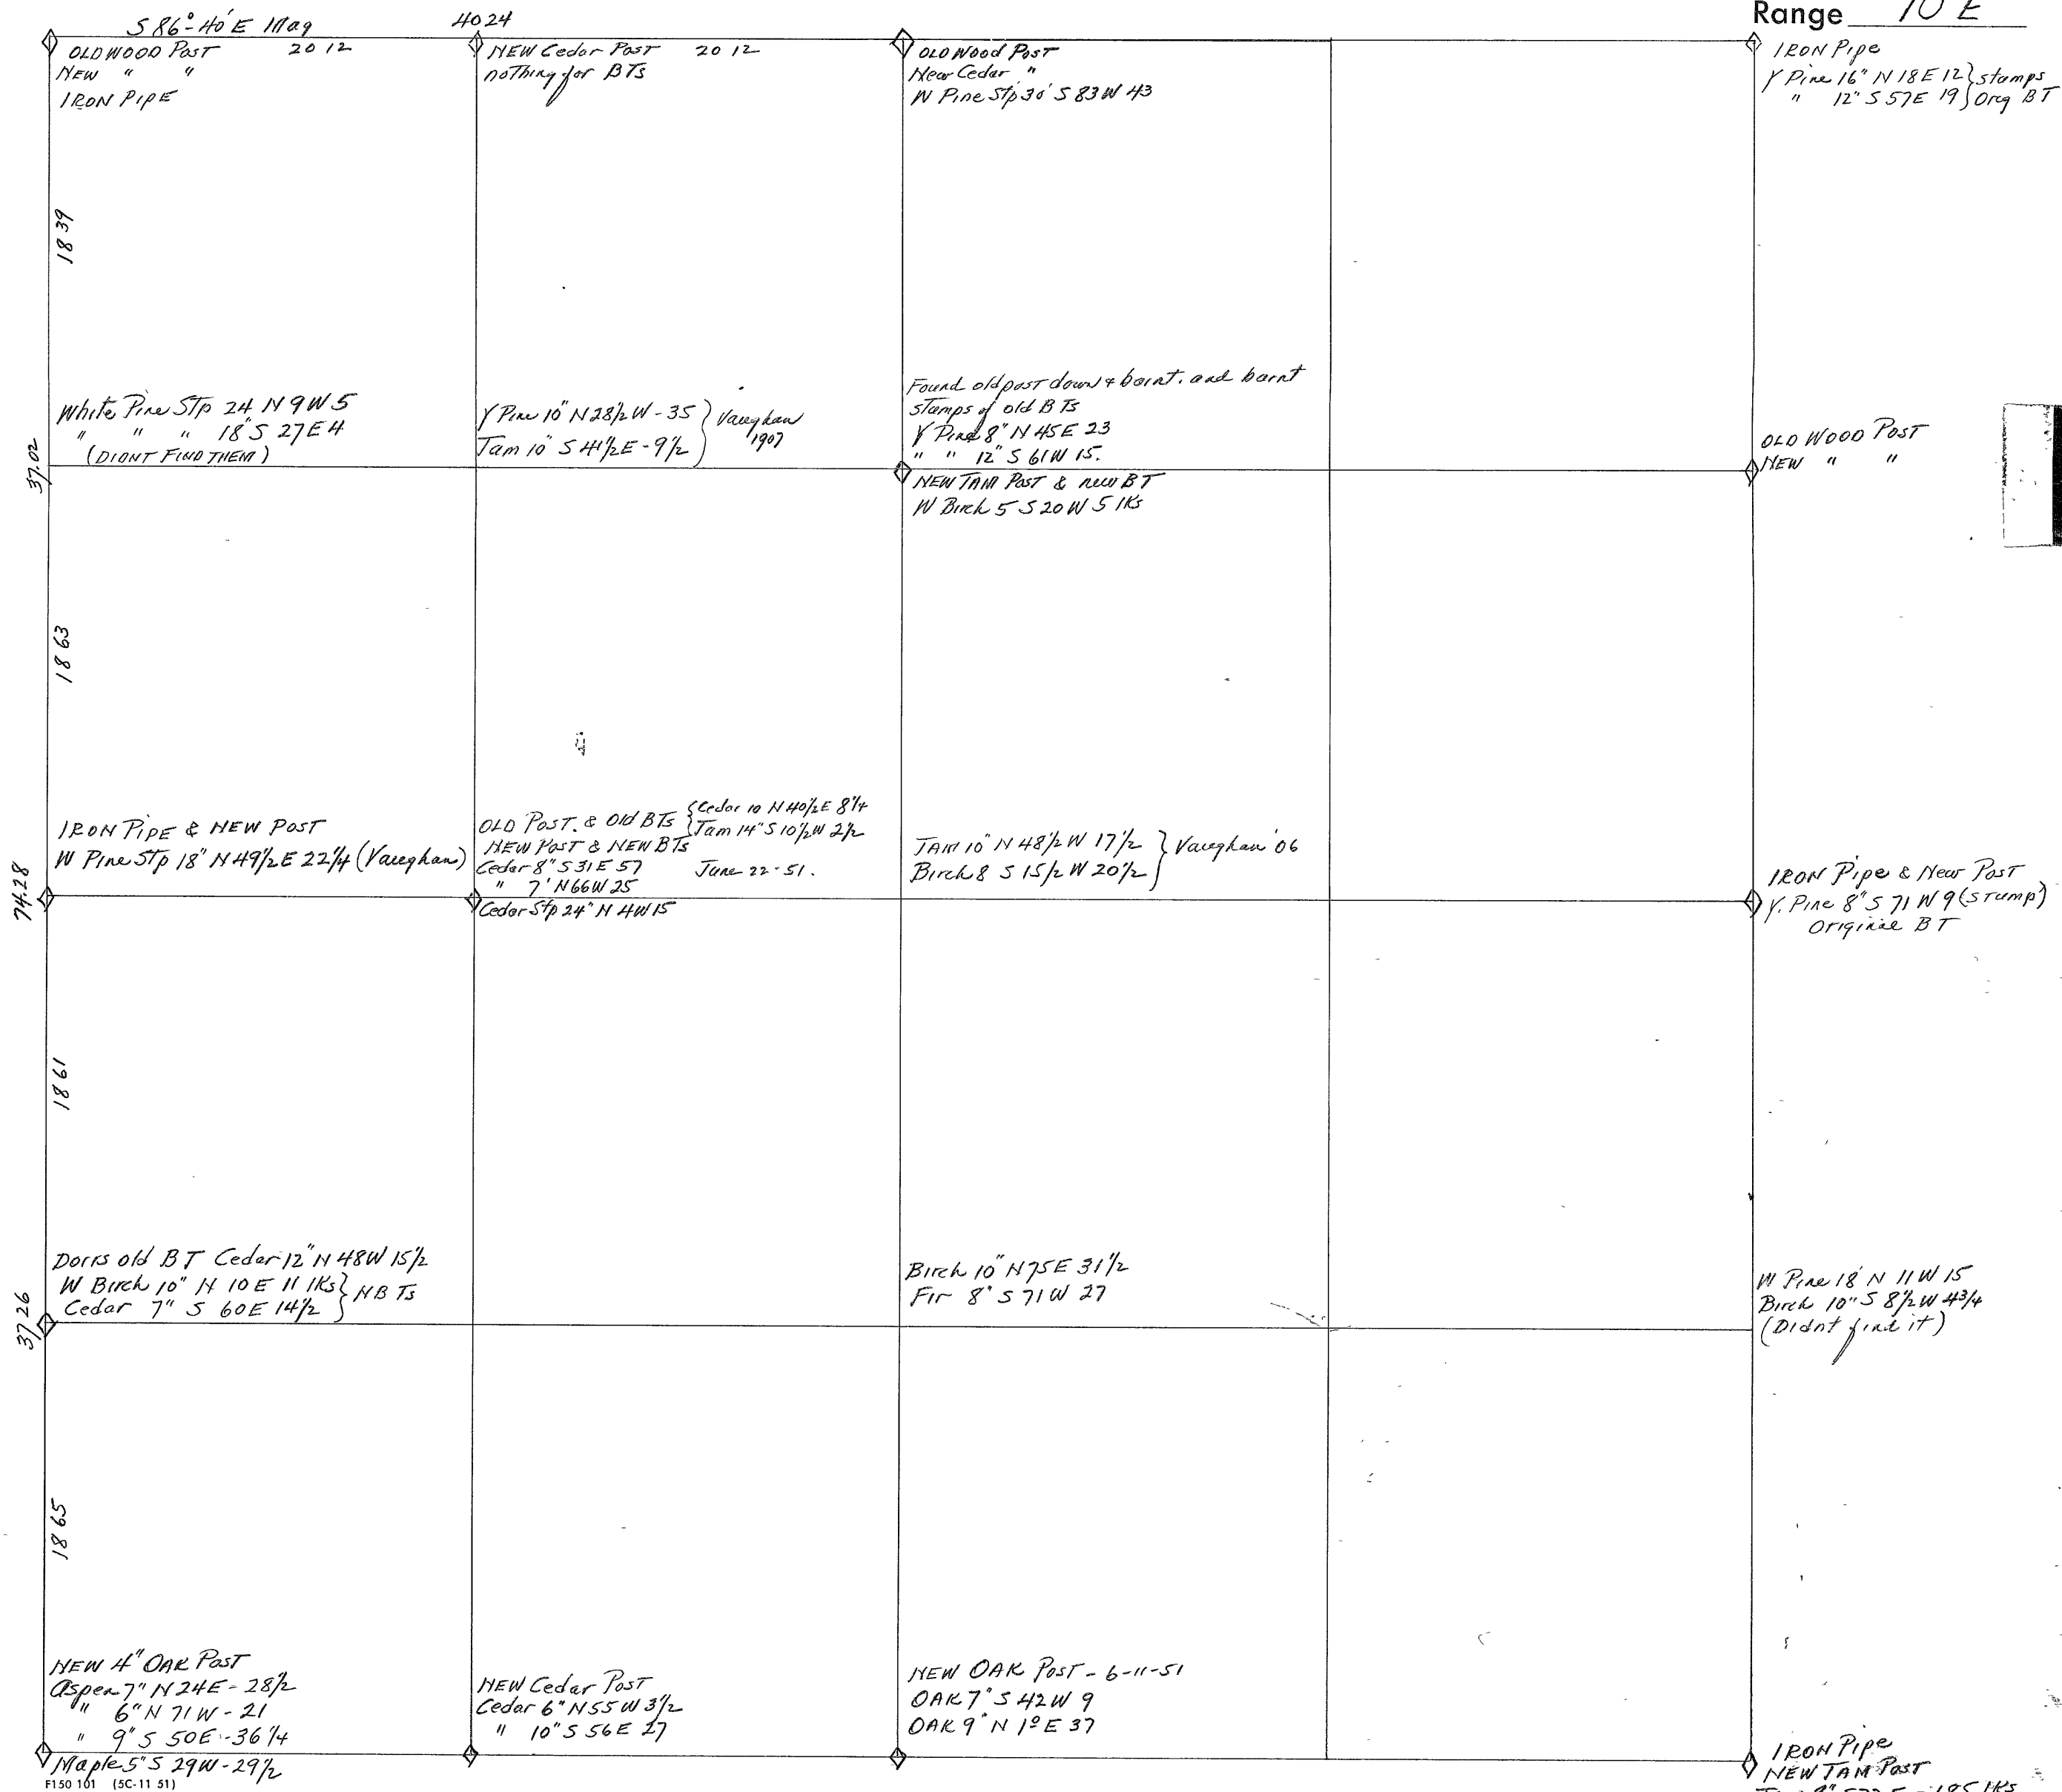 Range 10 E
S 86°-40' E Mag
4024
OLD WOOD Post 20 12
NEW " "
IRON PIPE
NEW Cedar Post 20 12
nothing for BTs
OLD Wood Post
New Cedar "
W Pine Stp 30" S 83 W 43
IRON Pipe
Y Pine 16" N 18 E 12 } stumps
" 12" S 57 E 19 } Orig BT
18 39
White Pine Stp 24 N 9 W 5
" " " 18" S 27 E 4
(DIDNT FIND THEM)
Y Pine 10" N 28½ W - 35 } Vaughan
Tam 10" S 41½ E - 9½ } 1907
Found old post down & burnt. and burnt
stumps of old BTs
Y Pine 8" N 45 E 23
" " 12" S 61 W 15.
NEW TAM Post & new BT
W Birch 5 S 20 W 5 lks
OLD WOOD Post
NEW " "
37.02
18 63
IRON PIPE & NEW POST
W Pine Stp 18" N 49½ E 22¼ (Vaughan)
OLD POST. & Old BTs { Cedar 10 N 40½ E 8¼
{ Tam 14" S 10½ W 2½
NEW POST & NEW BTs
Cedar 8" S 31 E 57 June 22-51.
" 7" N 66 W 25
Cedar Stp 24" N 4 W 15
TAM 10" N 48½ W 17½ } Vaughan '06
Birch 8 S 15½ W 20½ }
IRON Pipe & New Post
Y. Pine 8" S 71 W 9 (stump)
Original BT
74.28
18 61
Dorrs old BT Cedar 12" N 48 W 15½
W Birch 10" N 10 E 11 lks } NBTs
Cedar 7" S 60 E 14½ }
Birch 10" N 75 E 31½
Fir 8" S 71 W 27
W Pine 18" N 11 W 15
Birch 10" S 8½ W 4¾
(Didnt find it)
37 26
18 65
NEW 4" OAK POST
Aspen 7" N 24 E - 28½
" 6" N 71 W - 21
" 9" S 50 E - 36¼
Maple 5" S 29 W - 29½
NEW Cedar Post
Cedar 6" N 55 W 3½
" 10" S 56 E 27
NEW OAK POST - 6-11-51
OAK 7" S 42 W 9
OAK 9" N 1° E 37
IRON Pipe
NEW TAM POST
F150 101 (5C-11 51)